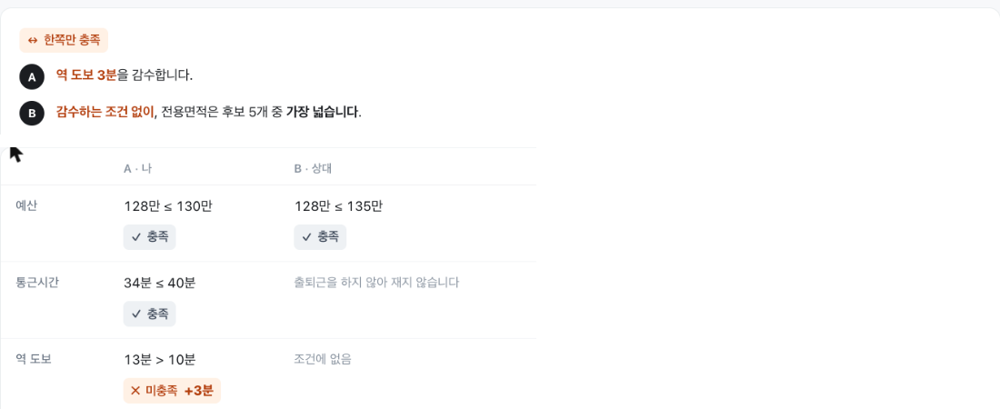 ↔ 한쪽만 충족
A 역 도보 3분을 감수합니다.
B 감수하는 조건 없이, 전용면적은 후보 5개 중 가장 넓습니다.
A · 나 B · 상대
예산 128만 ≤ 130만 128만 ≤ 135만
✓ 충족 ✓ 충족
통근시간 34분 ≤ 40분 출퇴근을 하지 않아 재지 않습니다
✓ 충족
역 도보 13분 > 10분 조건에 없음
✕ 미충족 +3분